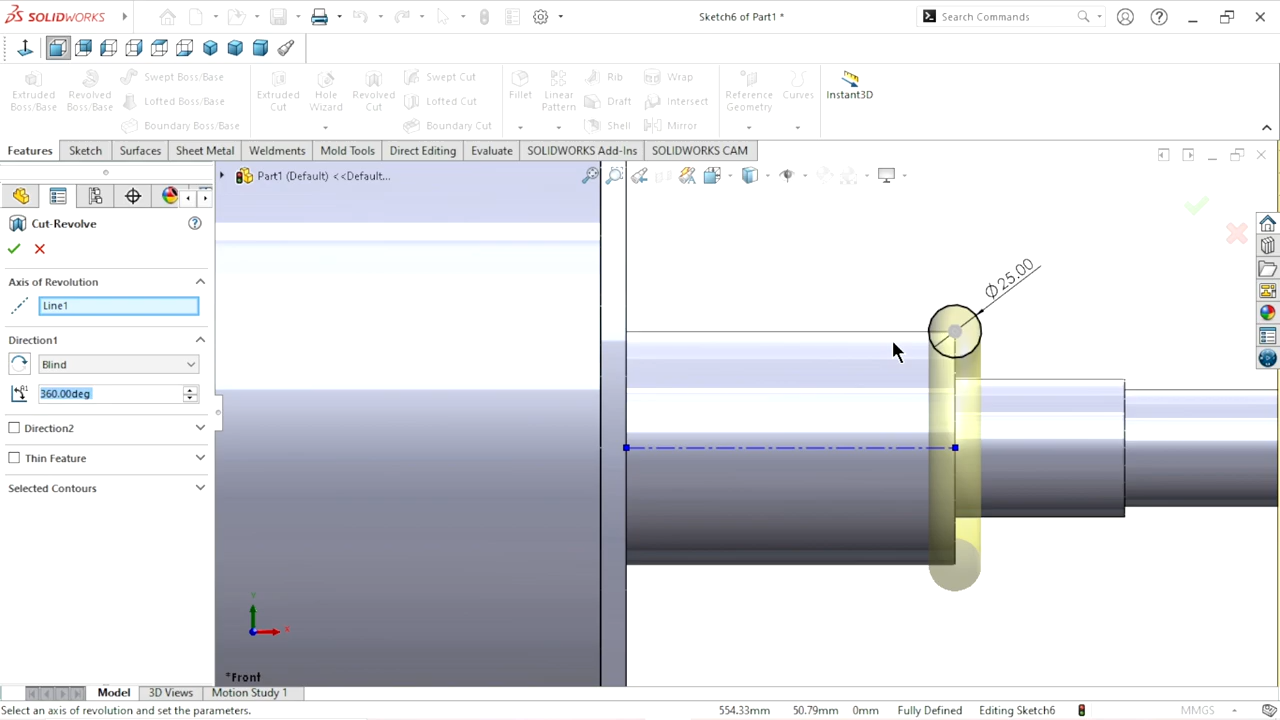 SOLIDWORKS
Sketch6 of Part1 *
Search Commands
Extruded Boss/Base
Revolved Boss/Base
Swept Boss/Base
Lofted Boss/Base
Boundary Boss/Base
Extruded Cut
Hole Wizard
Revolved Cut
Swept Cut
Lofted Cut
Boundary Cut
Fillet
Linear Pattern
Rib
Draft
Shell
Wrap
Intersect
Mirror
Reference Geometry
Curves
Instant3D
Features Sketch Surfaces Sheet Metal Weldments Mold Tools Direct Editing Evaluate SOLIDWORKS Add-Ins SOLIDWORKS CAM
Part1 (Default) <<Default...
Cut-Revolve
Axis of Revolution
Line1
Direction1
Blind
360.00deg
Direction2
Thin Feature
Selected Contours
Ø25.00
Y
X
*Front
Model 3D Views Motion Study 1
Select an axis of revolution and set the parameters.
554.33mm 50.79mm 0mm Fully Defined Editing Sketch6 MMGS